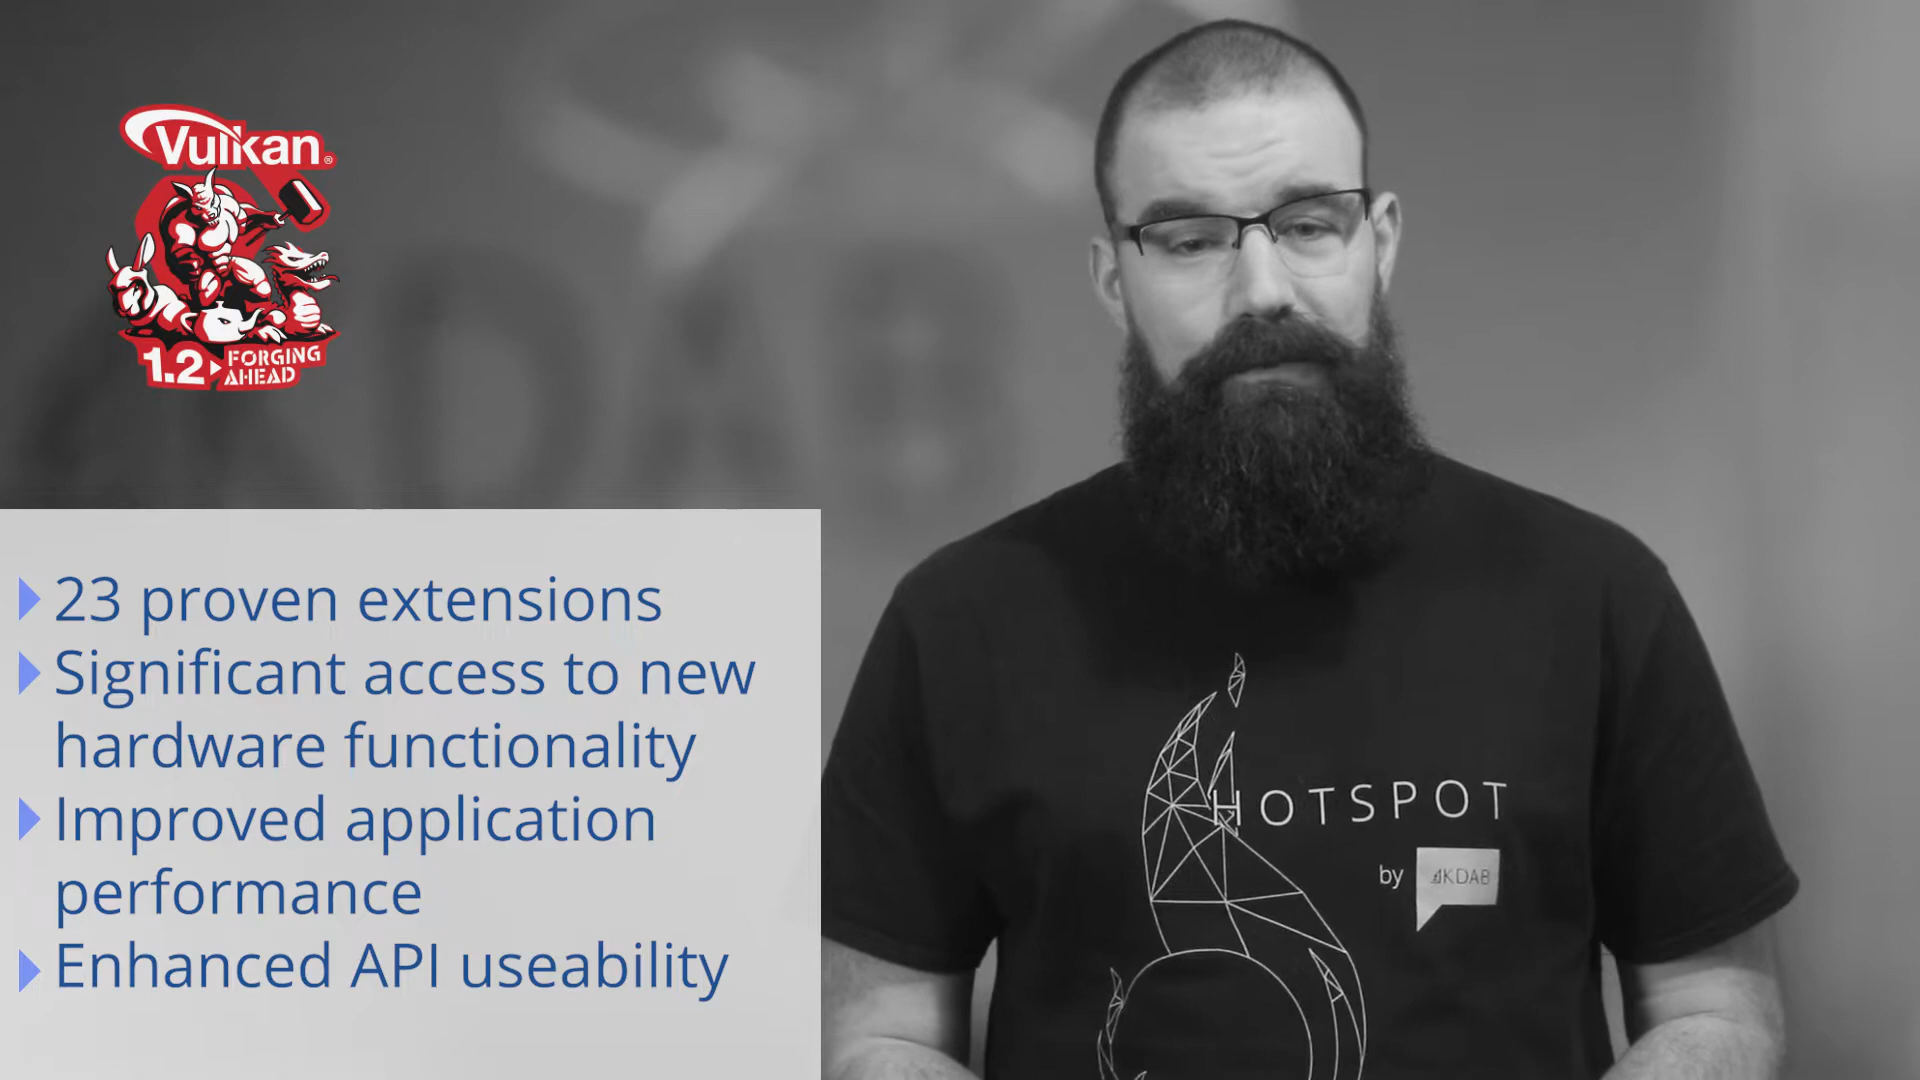 Vulkan®
1.2 FORGING
AHEAD
23 proven extensions
Significant access to new
hardware functionality
Improved application
performance
Enhanced API useability
HOTSPOT
by KDAB